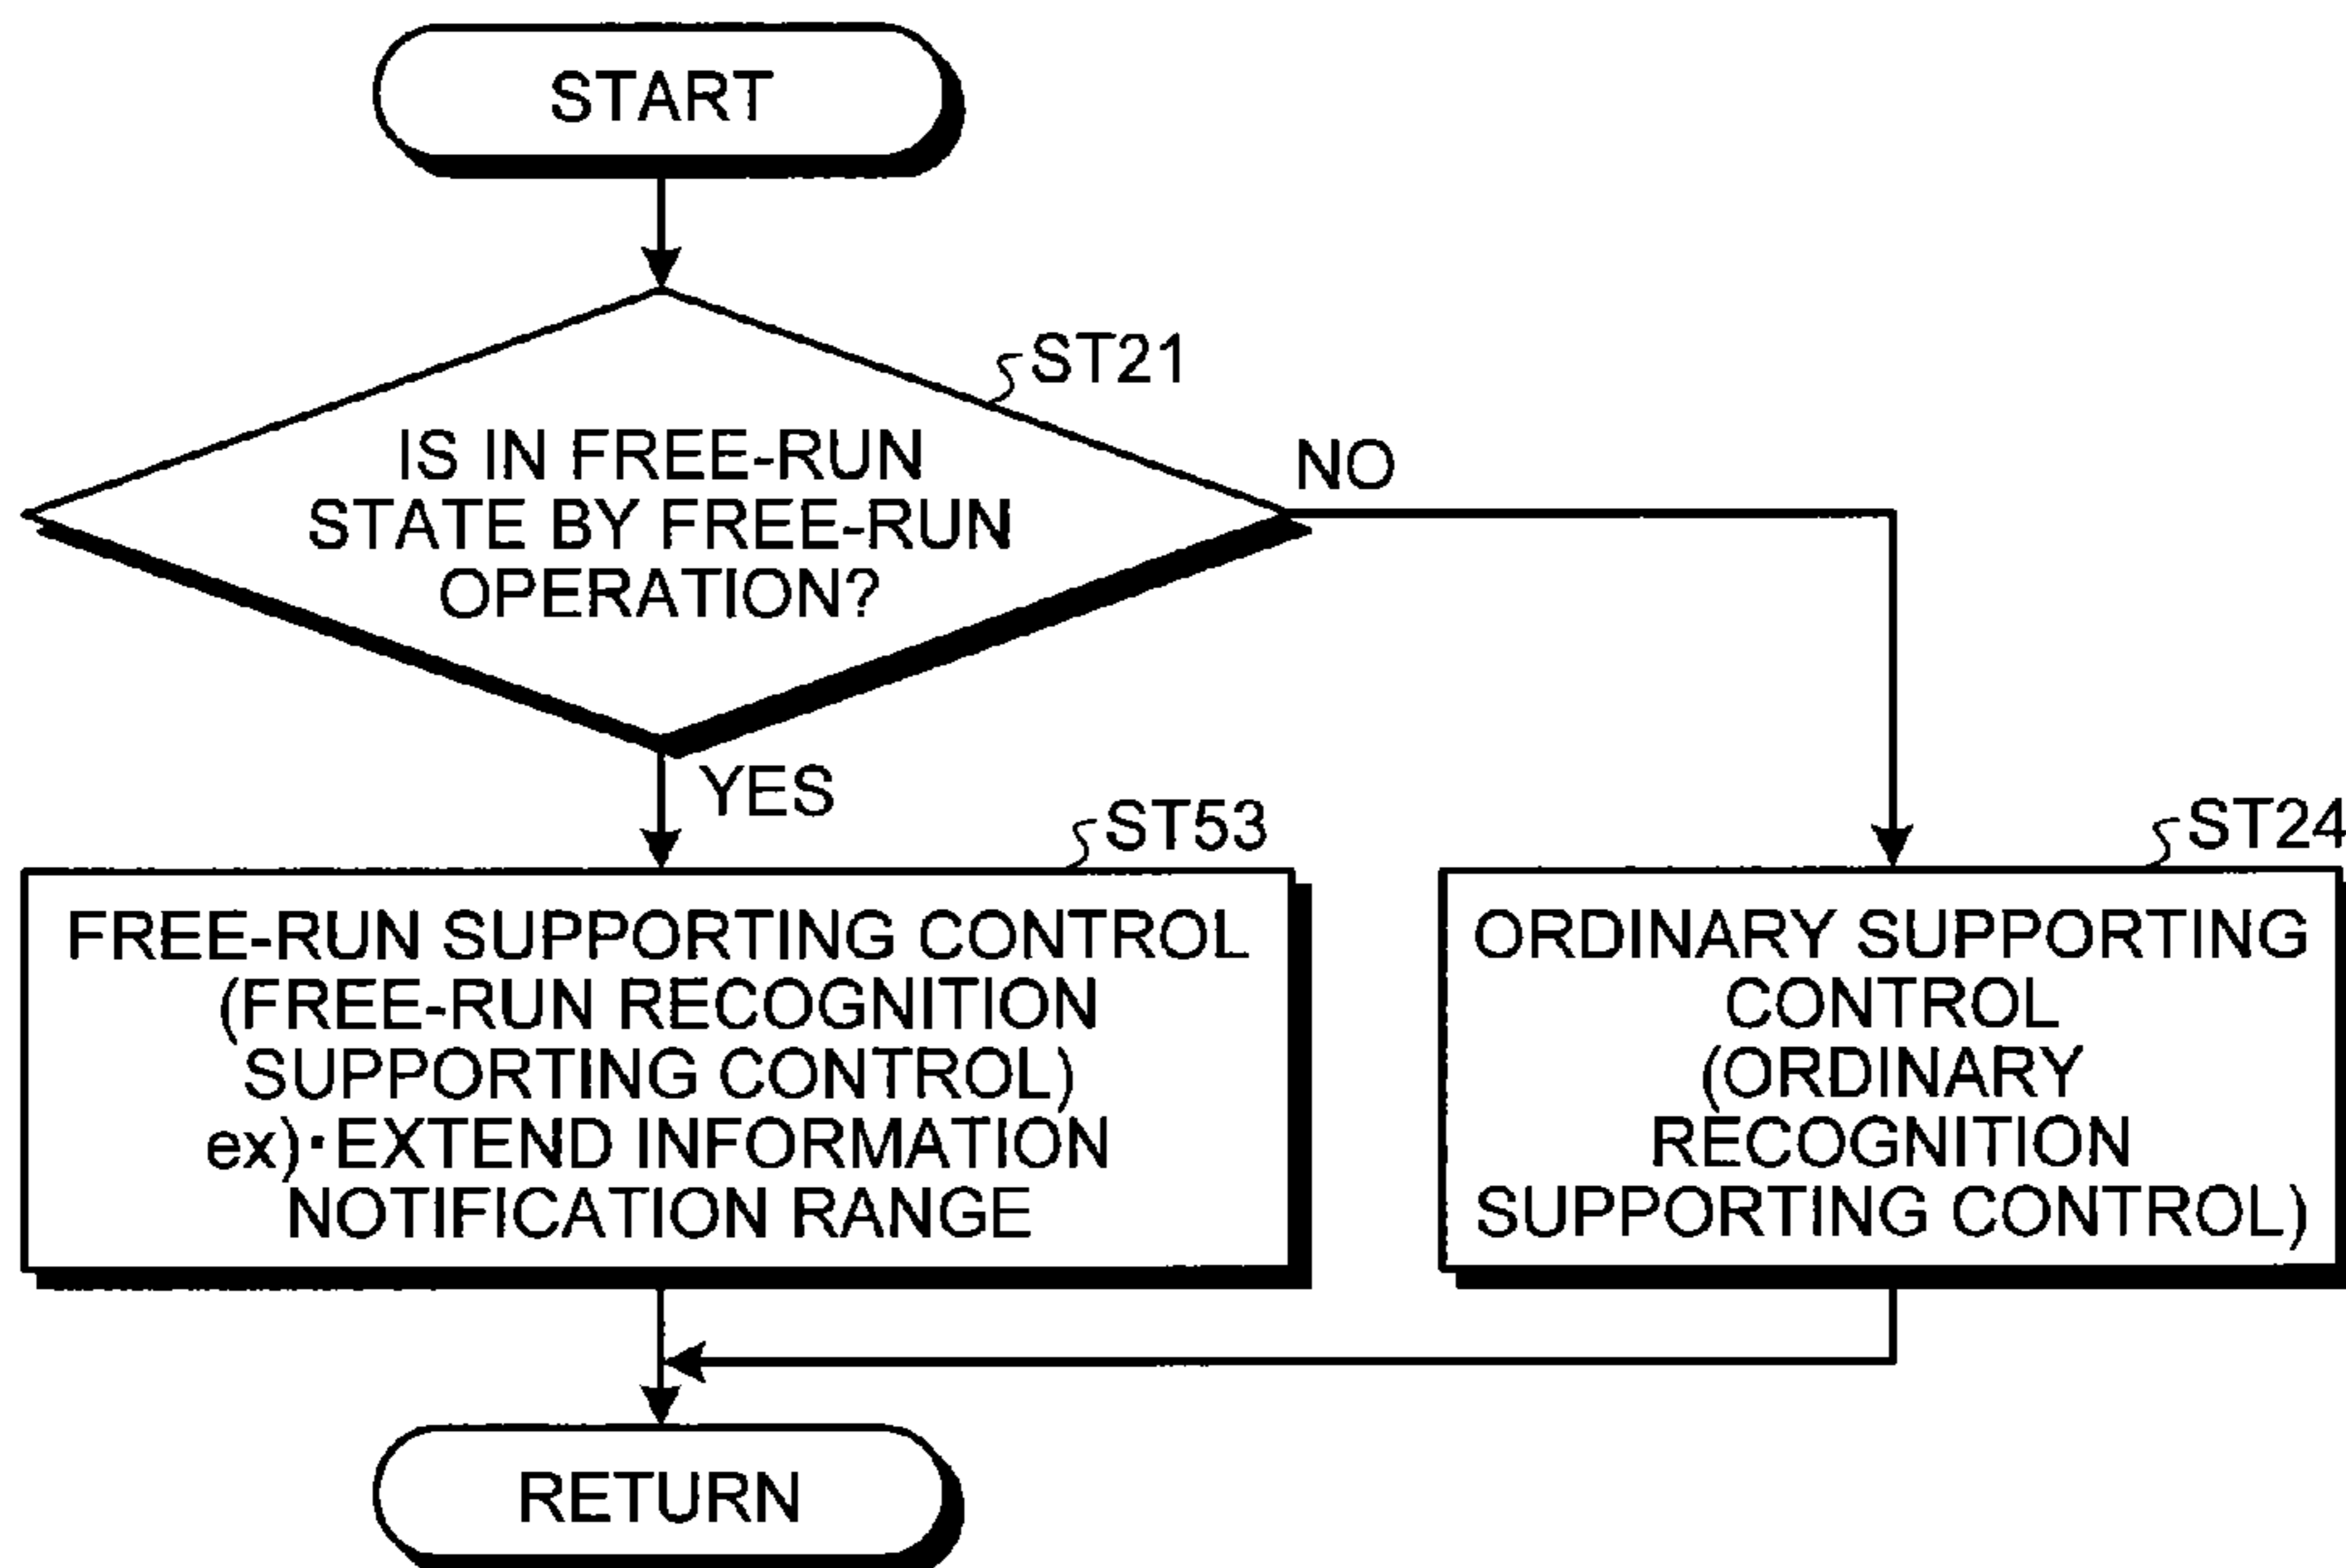 START
ST21
IS IN FREE-RUN
STATE BY FREE-RUN
OPERATION?
NO
YES
ST53
FREE-RUN SUPPORTING CONTROL
(FREE-RUN RECOGNITION
SUPPORTING CONTROL)
ex)·EXTEND INFORMATION
NOTIFICATION RANGE
ST24
ORDINARY SUPPORTING
CONTROL
(ORDINARY
RECOGNITION
SUPPORTING CONTROL)
RETURN